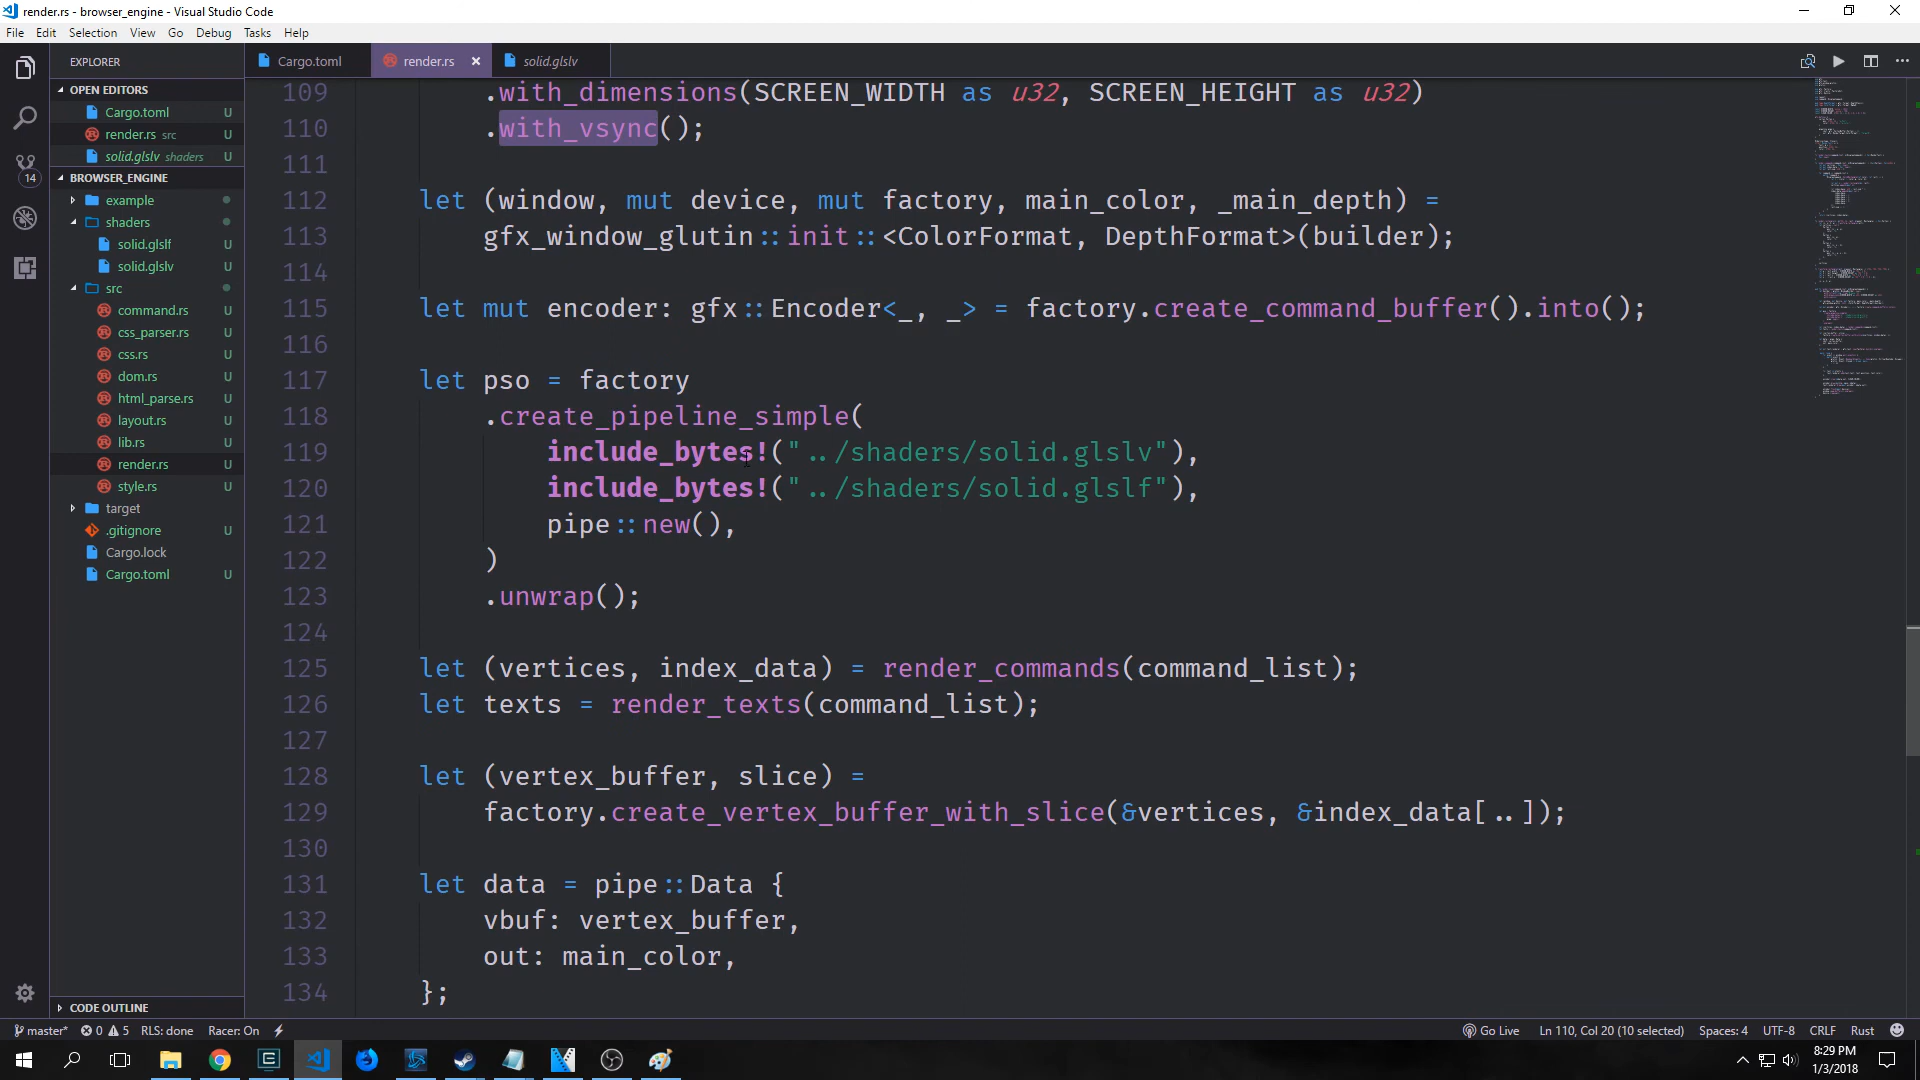 render.rs - browser_engine - Visual Studio Code
File Edit Selection View Go Debug Tasks Help
EXPLORER
OPEN EDITORS
Cargo.toml U
render.rs src U
solid.glslv shaders U
BROWSER_ENGINE
example
shaders
solid.glslf U
solid.glslv U
src
command.rs U
css_parser.rs U
css.rs U
dom.rs U
html_parse.rs U
layout.rs U
lib.rs U
render.rs U
style.rs U
target
.gitignore U
Cargo.lock
Cargo.toml U
CODE OUTLINE
14
Cargo.toml render.rs solid.glslv
109 .with_dimensions(SCREEN_WIDTH as u32, SCREEN_HEIGHT as u32)
110 .with_vsync();
111
112 let (window, mut device, mut factory, main_color, _main_depth) =
113 gfx_window_glutin::init::<ColorFormat, DepthFormat>(builder);
114
115 let mut encoder: gfx::Encoder<_, _> = factory.create_command_buffer().into();
116
117 let pso = factory
118 .create_pipeline_simple(
119 include_bytes!("../shaders/solid.glslv"),
120 include_bytes!("../shaders/solid.glslf"),
121 pipe::new(),
122 )
123 .unwrap();
124
125 let (vertices, index_data) = render_commands(command_list);
126 let texts = render_texts(command_list);
127
128 let (vertex_buffer, slice) =
129 factory.create_vertex_buffer_with_slice(&vertices, &index_data[..]);
130
131 let data = pipe::Data {
132 vbuf: vertex_buffer,
133 out: main_color,
134 };
master* 0 5 RLS: done Racer: On Go Live Ln 110, Col 20 (10 selected) Spaces: 4 UTF-8 CRLF Rust
8:29 PM
1/3/2018